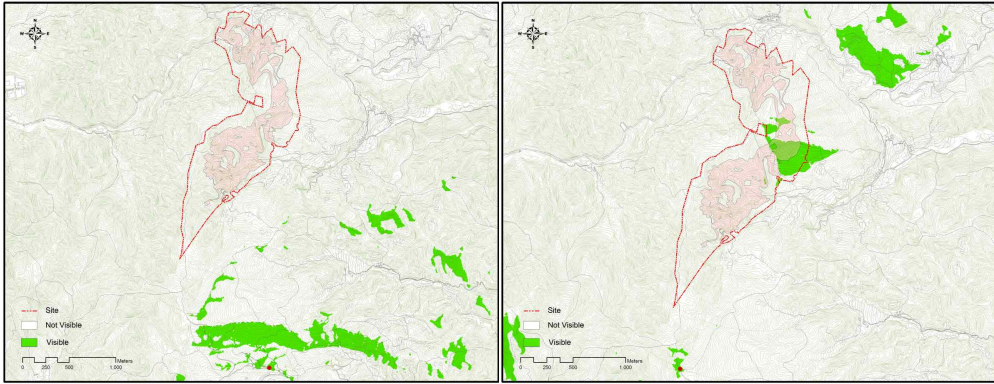 N
W E
S
Site
Not Visible
Visible
0 250 500 1,000
Meters
N
W E
S
Site
Not Visible
Visible
0 250 500 1,000
Meters